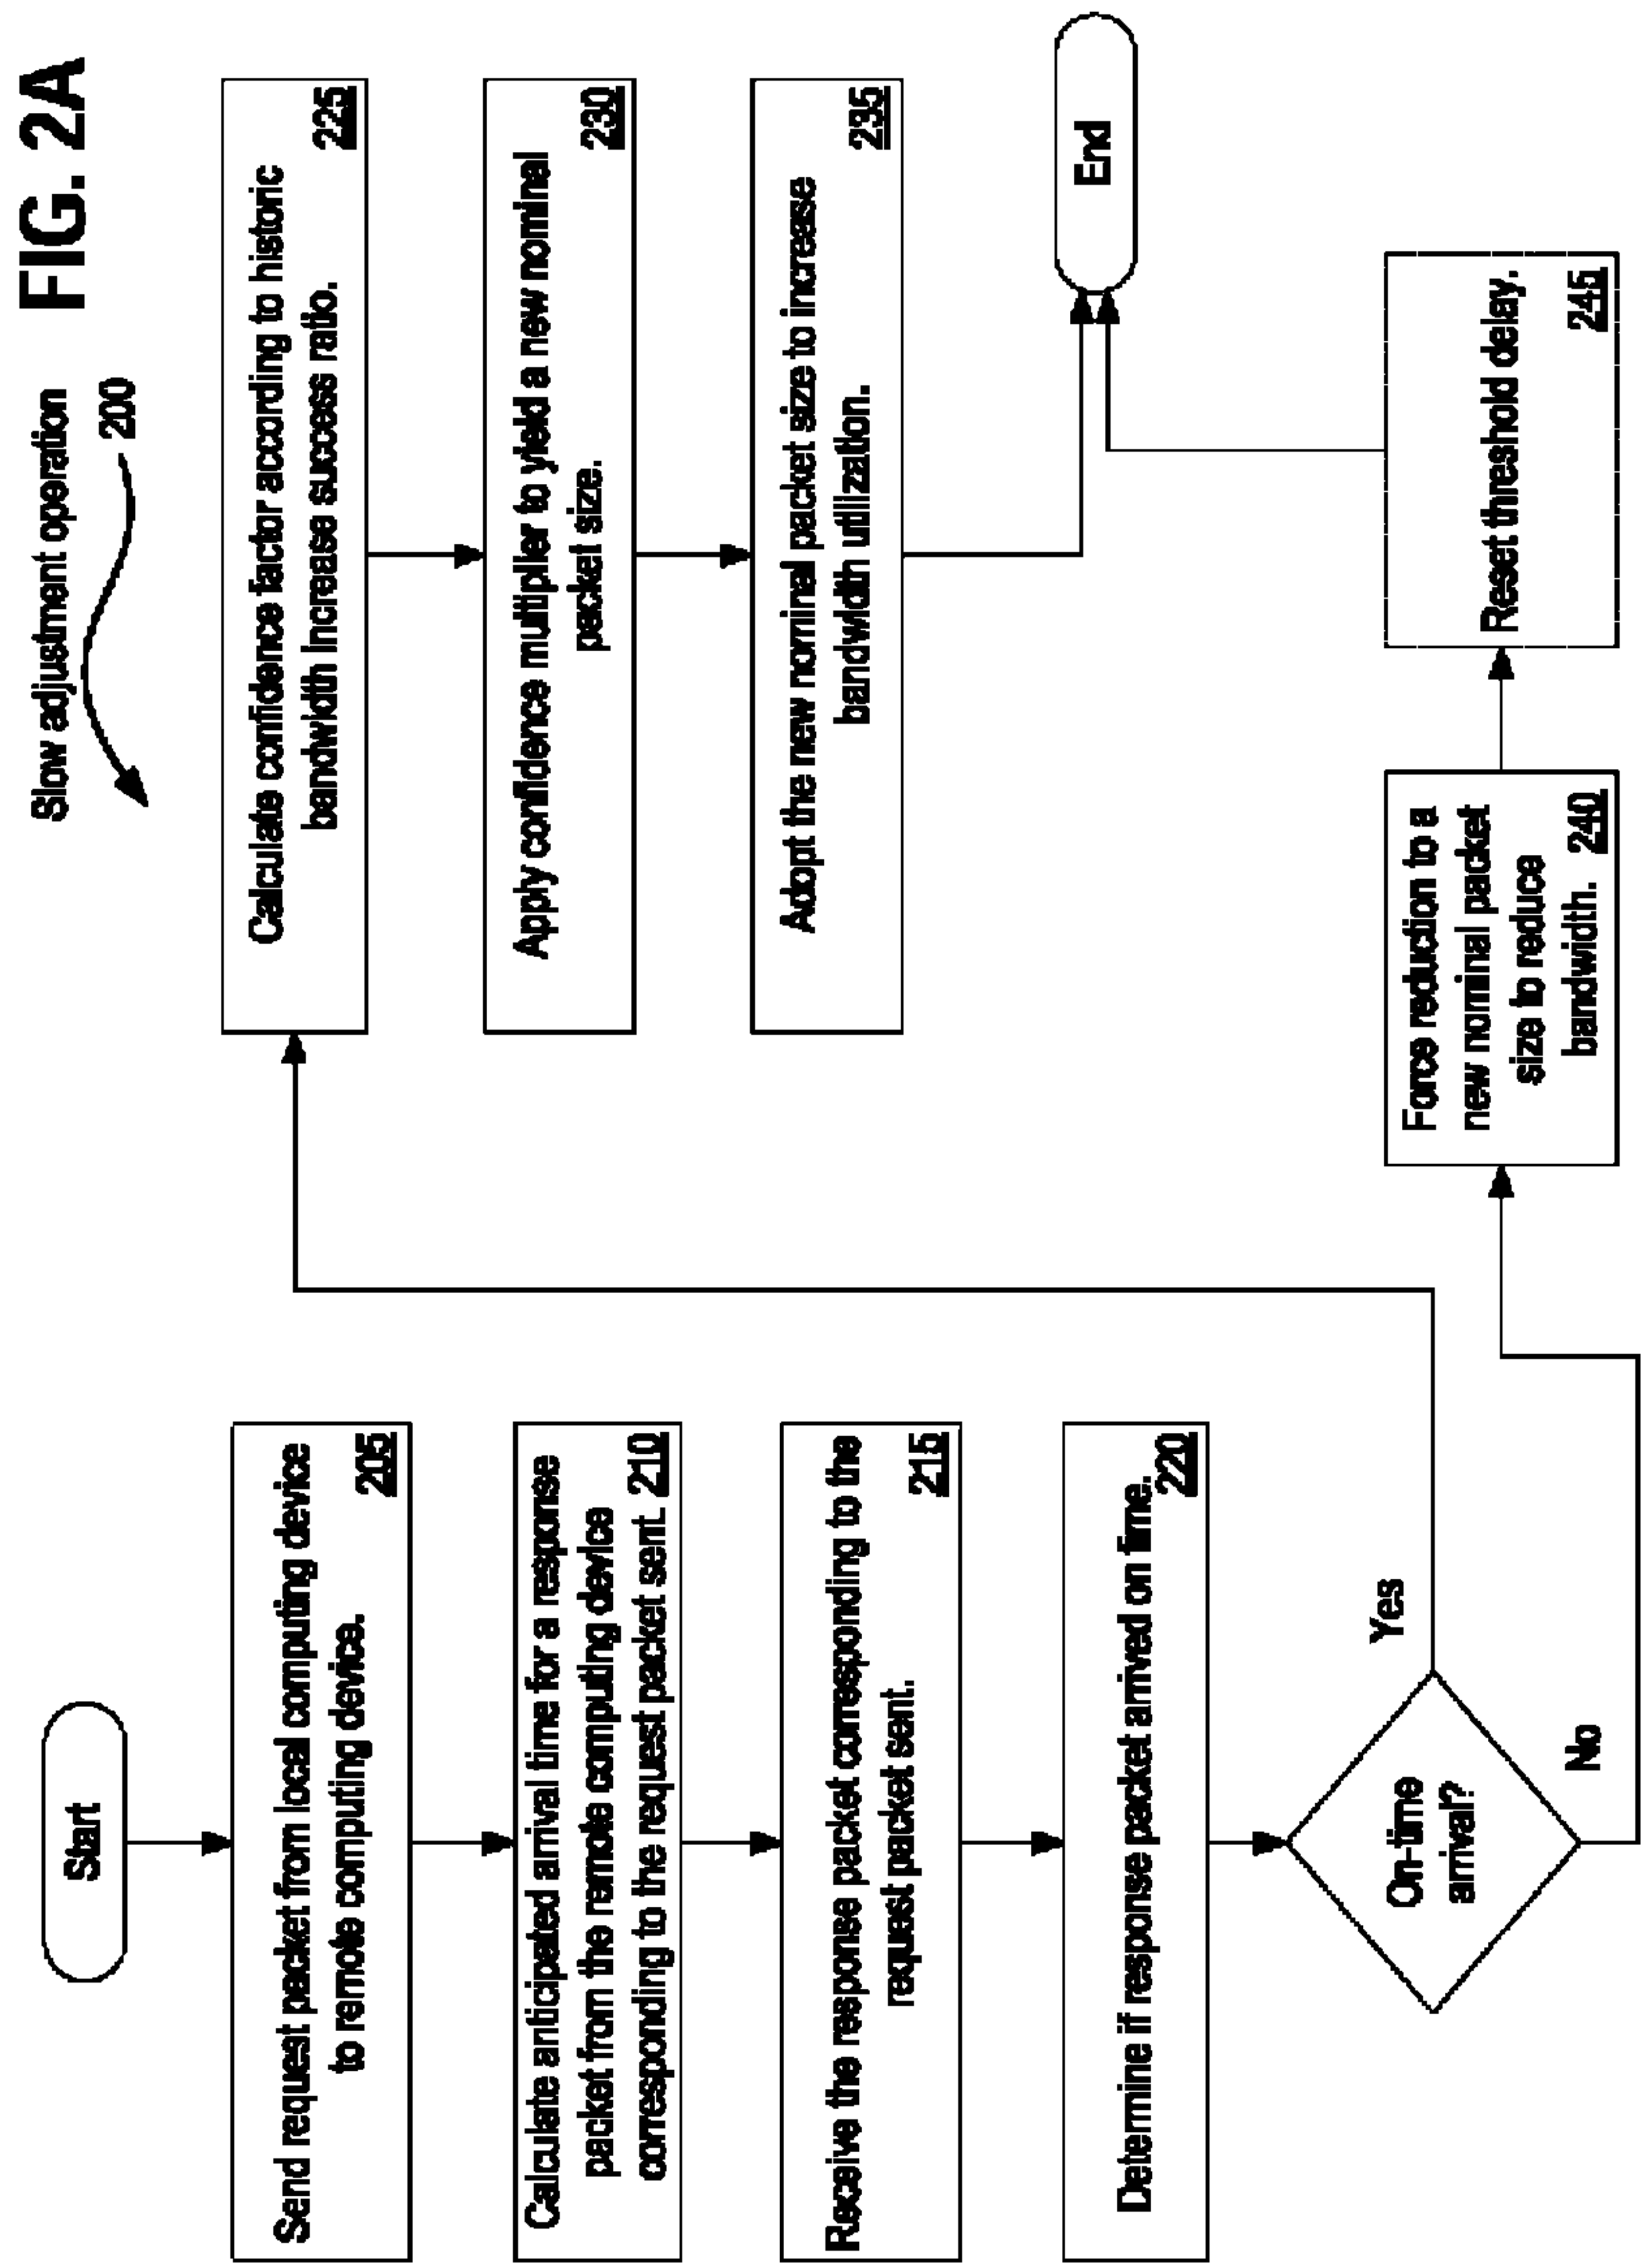 FIG. 2A
Slow adjustment operation
200
Start
Send request packet from local computing device
to remote computing device.
205
Calculate anticipated arrival time for a response
packet from the remote computing device
corresponding to the request packet sent.
210
Receive the response packet corresponding to the
request packet sent.
215
Determine if response packet arrived on time.
220
On-time
arrival?
Yes
No
Calculate confidence factor according to historic
bandwidth increase success ratio.
225
Apply confidence multiplier to yield a new nominal
packet size.
230
Adopt the new nominal packet size to increase
bandwidth utilization.
235
Force reduction to a
new nominal packet
size to reduce
bandwidth.
240
Reset threshold delay.
245
End